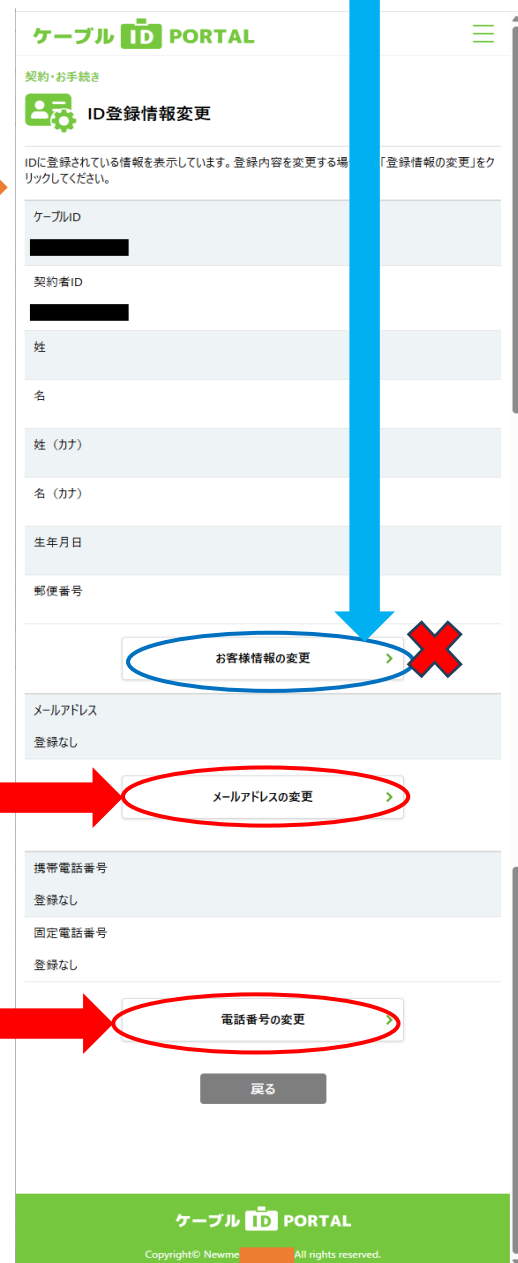 ケーブル ID PORTAL
契約・お手続き
ID登録情報変更
IDに登録されている情報を表示しています。登録内容を変更する場 「登録情報の変更」をク
リックしてください。
ケーブルID
契約者ID
姓
名
姓（カナ）
名（カナ）
生年月日
郵便番号
お客様情報の変更
メールアドレス
登録なし
メールアドレスの変更
携帯電話番号
登録なし
固定電話番号
登録なし
電話番号の変更
戻る
ケーブル ID PORTAL
Copyright© Newme All rights reserved.